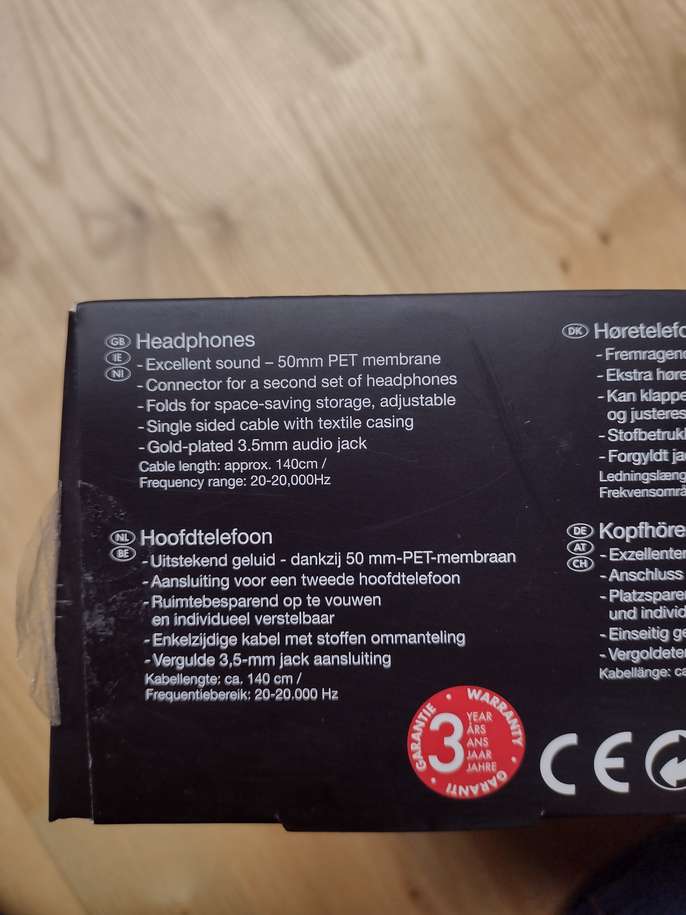 GB Headphones
IE
NI
- Excellent sound – 50mm PET membrane
- Connector for a second set of headphones
- Folds for space-saving storage, adjustable
- Single sided cable with textile casing
- Gold-plated 3.5mm audio jack
Cable length: approx. 140cm /
Frequency range: 20-20,000Hz
NL Hoofdtelefoon
BE
- Uitstekend geluid - dankzij 50 mm-PET-membraan
- Aansluiting voor een tweede hoofdtelefoon
- Ruimtebesparend op te vouwen
en individueel verstelbaar
- Enkelzijdige kabel met stoffen ommanteling
- Vergulde 3,5-mm jack aansluiting
Kabellengte: ca. 140 cm /
Frequentiebereik: 20-20.000 Hz
DK Høretelefo
- Fremragend
- Ekstra høre
- Kan klappe
og justeres
- Stofbetrukk
- Forgyldt ja
Ledningslæng
Frekvensområ
DE Kopfhöre
AT
CH
- Exzellenter
- Anschluss
- Platzsparen
und individ
- Einseitig ge
- Vergoldeter
Kabellänge: ca
GARANTIE • WARRANTY • GARANTI •
3
YEAR
ÅRS
ANS
JAAR
JAHRE
CE